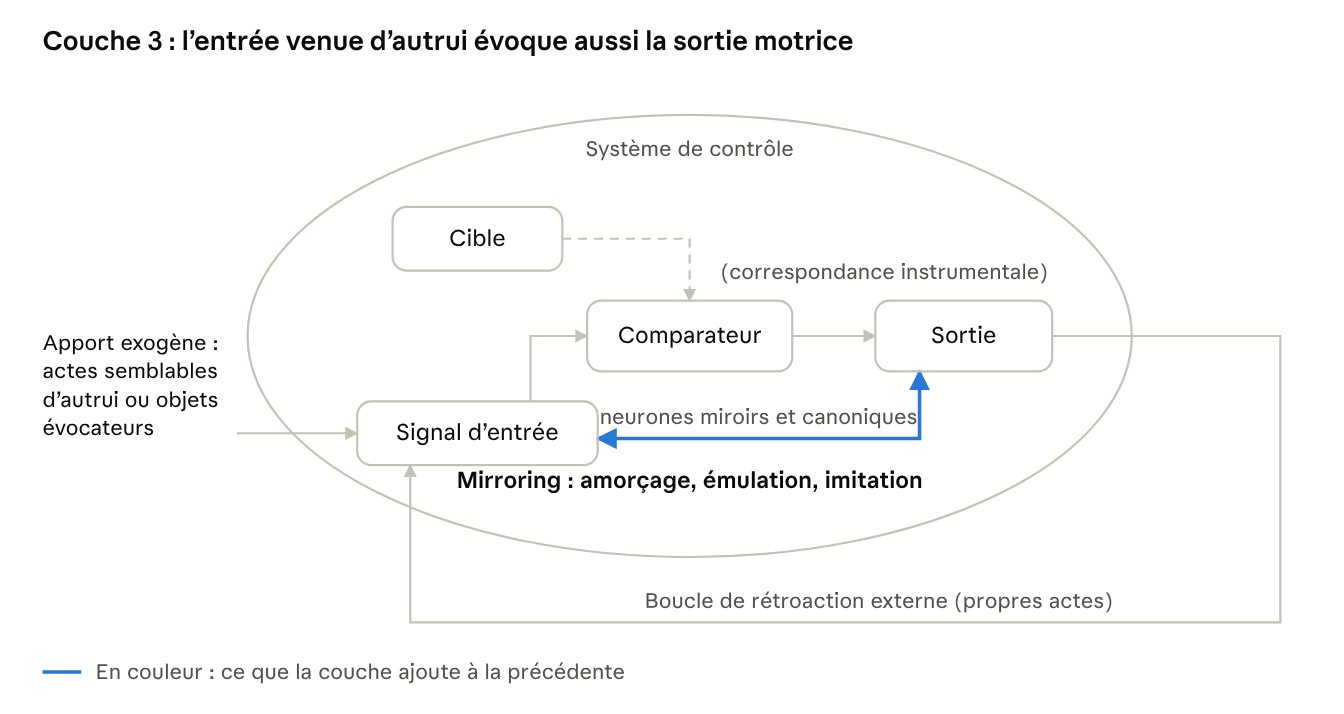 Couche 3 : l’entrée venue d’autrui évoque aussi la sortie motrice
Système de contrôle
Cible
(correspondance instrumentale)
Comparateur
Sortie
Apport exogène :
actes semblables
d’autrui ou objets
évocateurs
neurones miroirs et canoniques
Signal d’entrée
Mirroring : amorçage, émulation, imitation
Boucle de rétroaction externe (propres actes)
En couleur : ce que la couche ajoute à la précédente